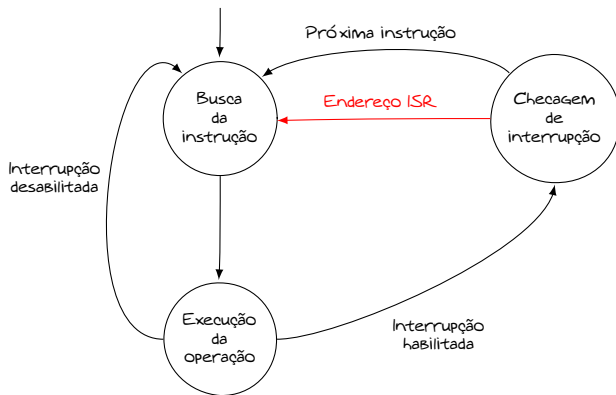 Próxima instrução
Busca
da
instrução
Endereço ISR
Checagem
de
interrupção
Interrupção
desabilitada
Execução
da
operação
Interrupção
habilitada